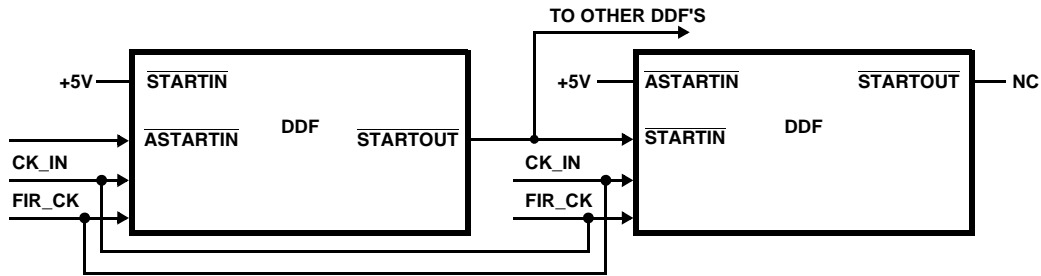 TO OTHER DDF'S
+5V STARTIN
ASTARTIN DDF STARTOUT
CK_IN
FIR_CK
+5V ASTARTIN STARTOUT NC
STARTIN DDF
CK_IN
FIR_CK